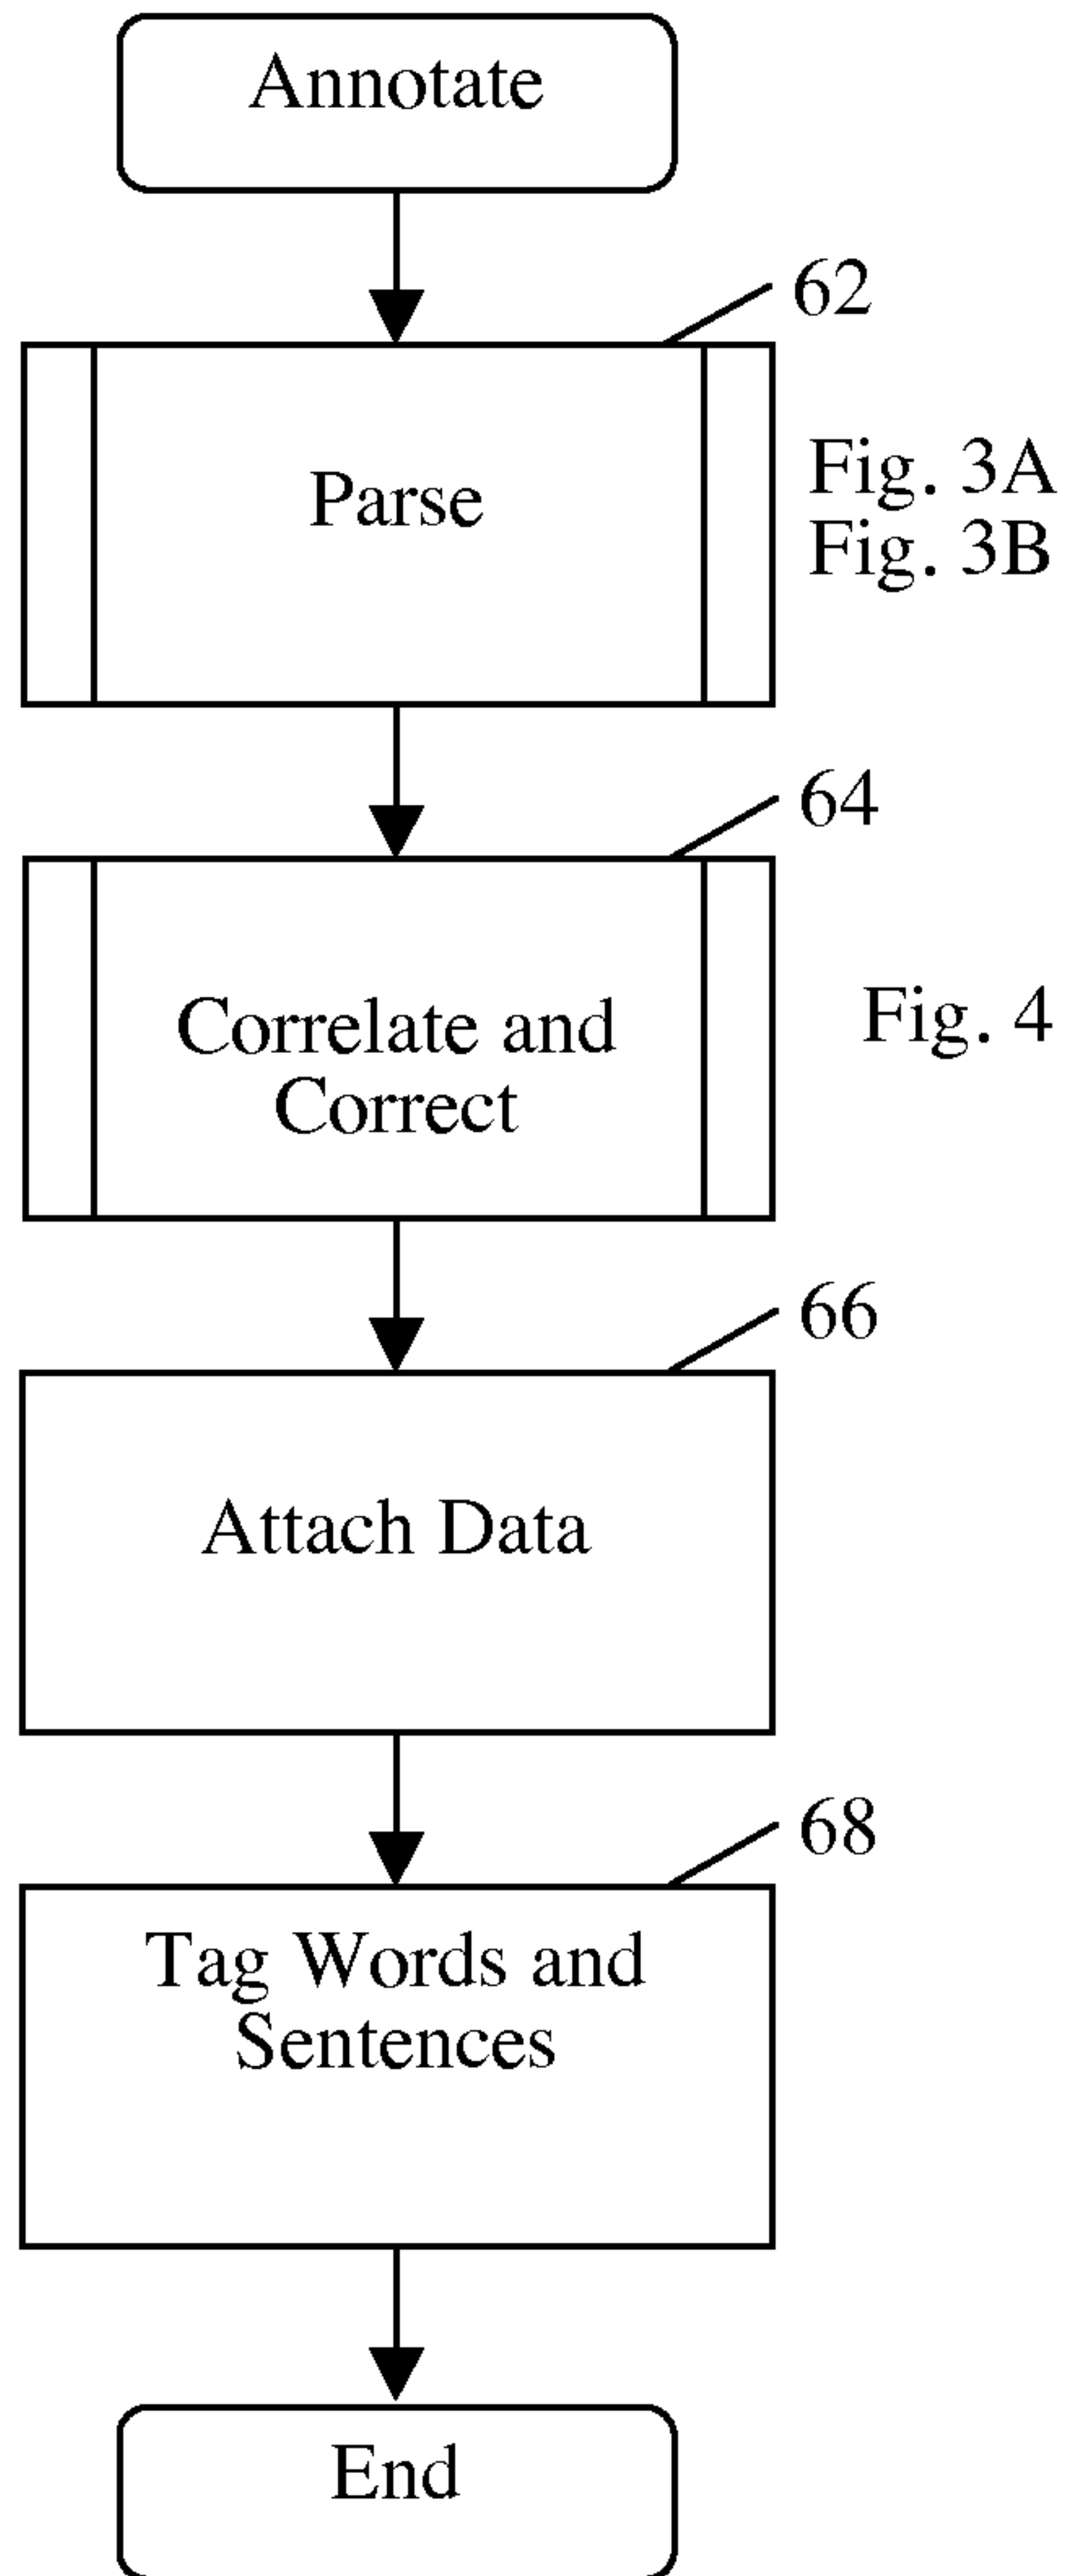 Annotate
62
Parse
Fig. 3A
Fig. 3B
64
Correlate and
Correct
Fig. 4
66
Attach Data
68
Tag Words and
Sentences
End